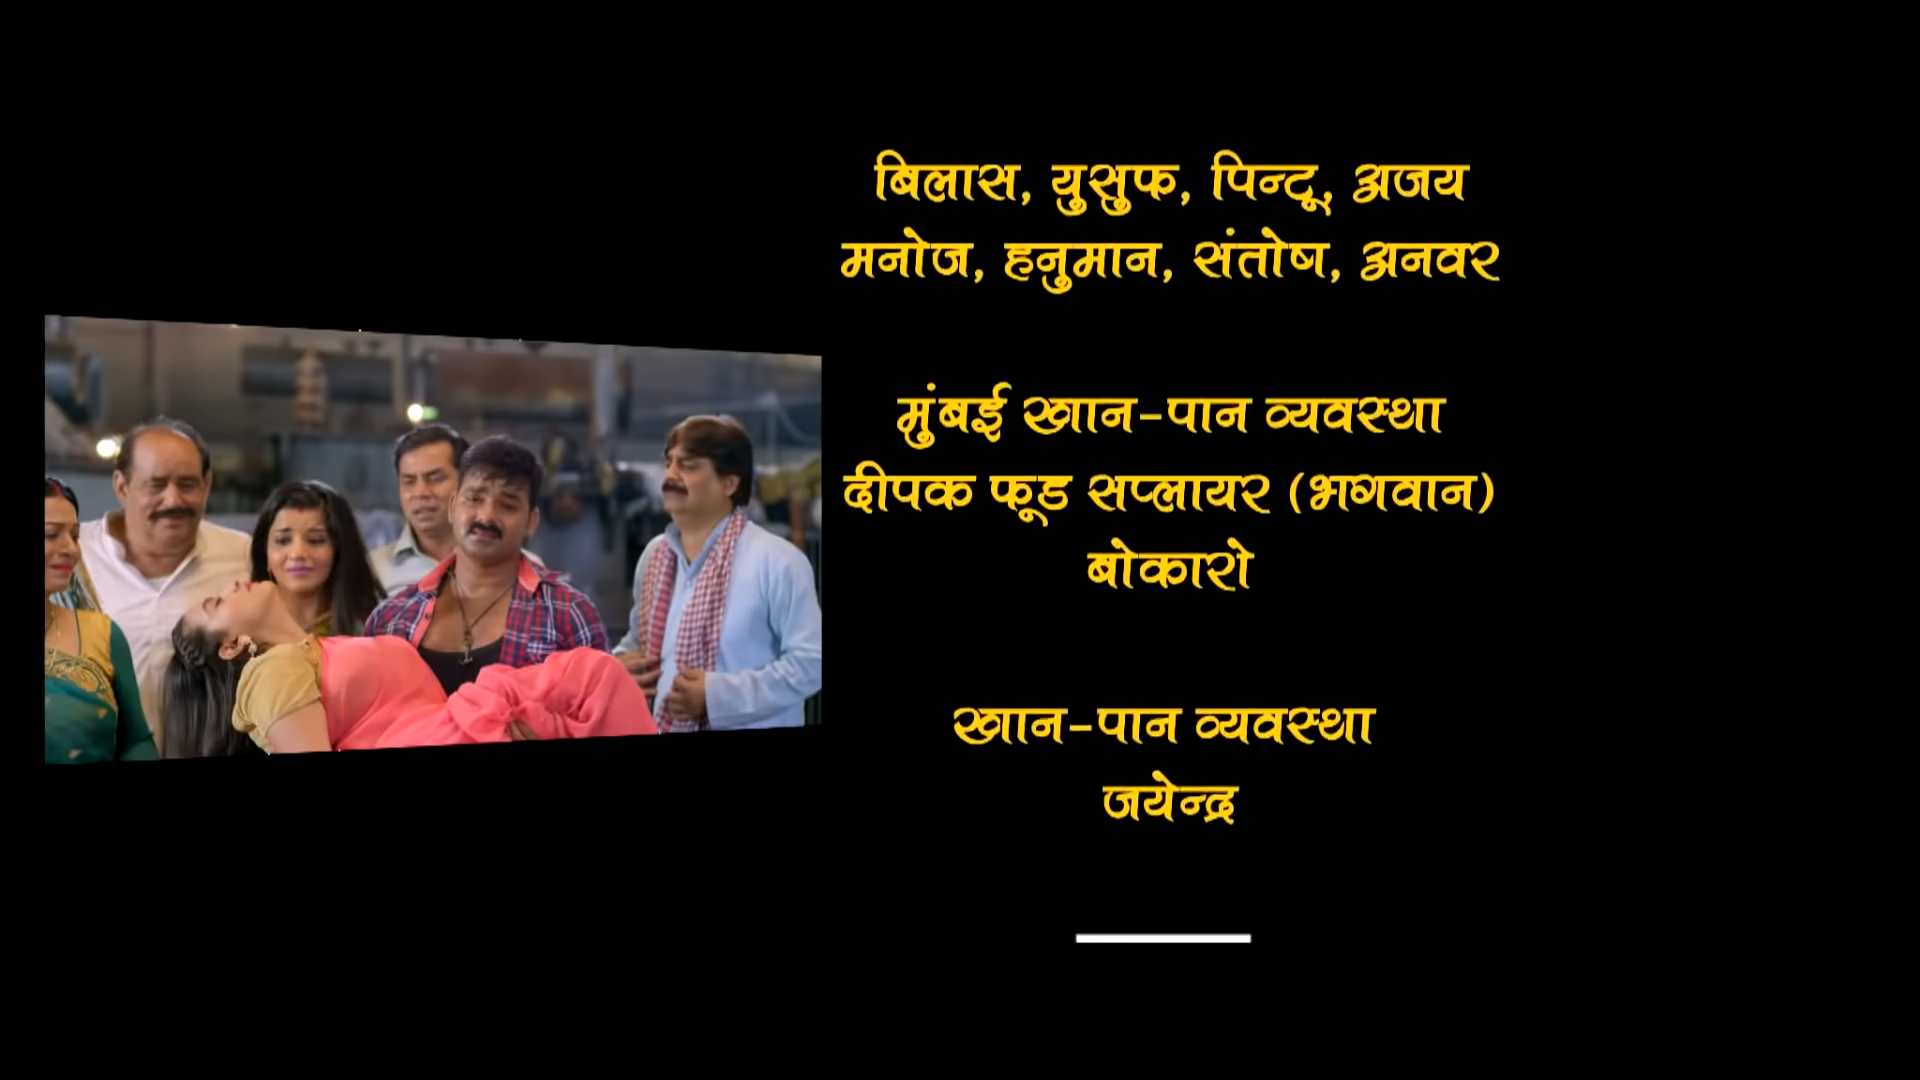 बिलास, युसुफ, पिन्टू, अजय
मनोज, हनुमान, संतोष, अनवर
मुंबई खान-पान व्यवस्था
दीपक फूड सप्लायर (भगवान)
बोकारो
खान-पान व्यवस्था
जयेन्द्र